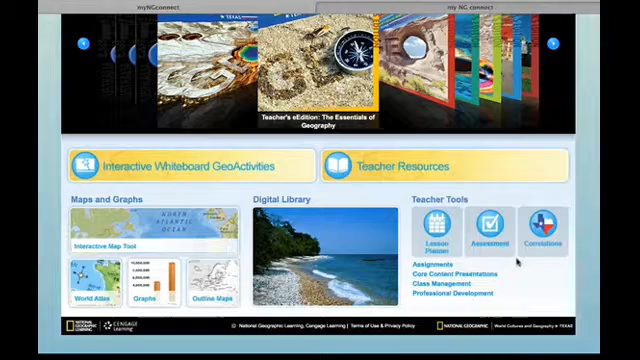 myNGconnect
my NG connect
TEXAS
Teacher's eEdition: The Essentials of
Geography
Interactive Whiteboard GeoActivities
Teacher Resources
Maps and Graphs
Digital Library
Teacher Tools
NORTH
ATLANTIC
OCEAN
Interactive Map Tool
Lesson
Planner
Assessment
Correlations
World Atlas
Graphs
Outline Maps
Assignments
Core Content Presentations
Class Management
Professional Development
NATIONAL
GEOGRAPHIC
LEARNING
CENGAGE
Learning
© National Geographic Learning, Cengage Learning | Terms of Use & Privacy Policy
NATIONAL GEOGRAPHIC LEARNING | World Cultures and Geography TEXAS